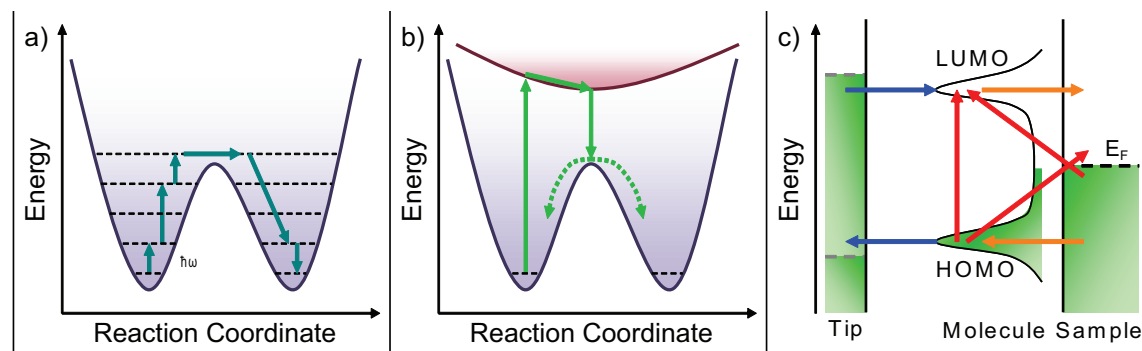 a)
Energy
ħω
Reaction Coordinate
b)
Energy
Reaction Coordinate
c)
Energy
LUMO
E_F
HOMO
Tip
Molecule
Sample